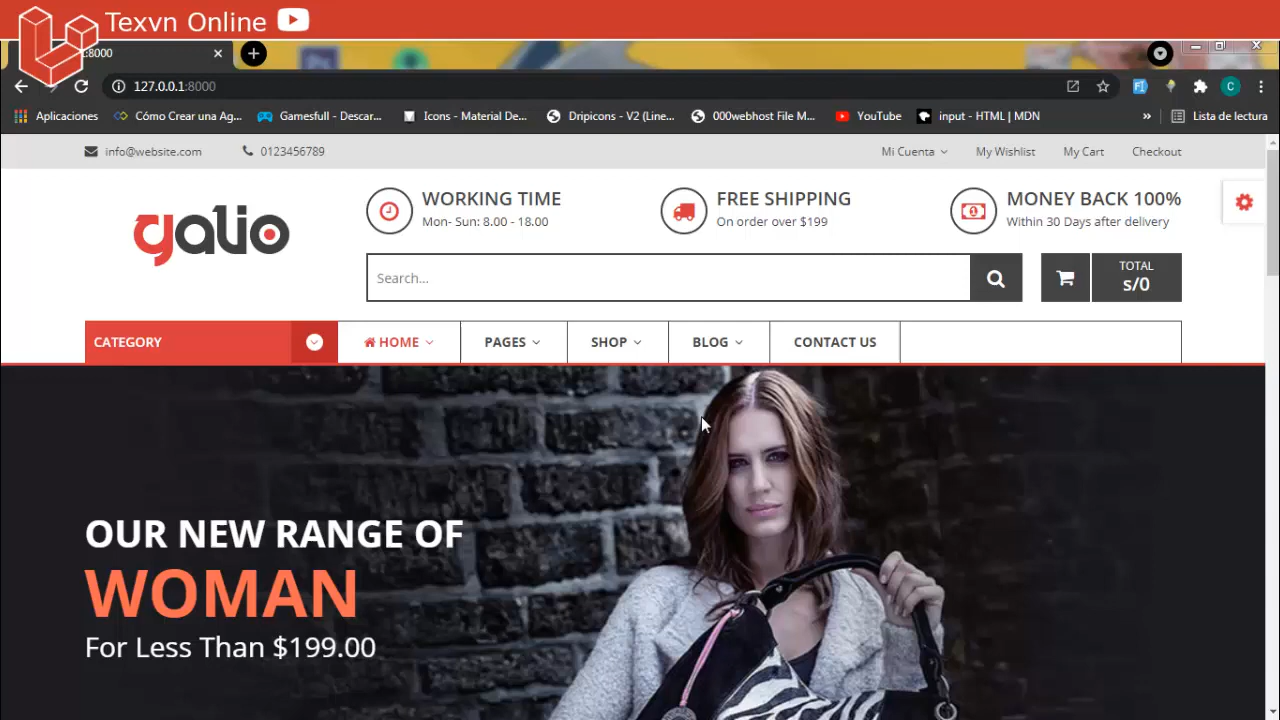 Texvn Online
:8000
127.0.0.1:8000
Aplicaciones
Cómo Crear una Ag...
Gamesfull - Descar...
Icons - Material De...
Dripicons - V2 (Line...
000webhost File M...
YouTube
input - HTML | MDN
»
Lista de lectura
info@website.com
0123456789
Mi Cuenta
My Wishlist
My Cart
Checkout
galio
WORKING TIME
Mon- Sun: 8.00 - 18.00
FREE SHIPPING
On order over $199
MONEY BACK 100%
Within 30 Days after delivery
Search...
TOTAL
s/0
CATEGORY
HOME
PAGES
SHOP
BLOG
CONTACT US
OUR NEW RANGE OF
WOMAN
For Less Than $199.00